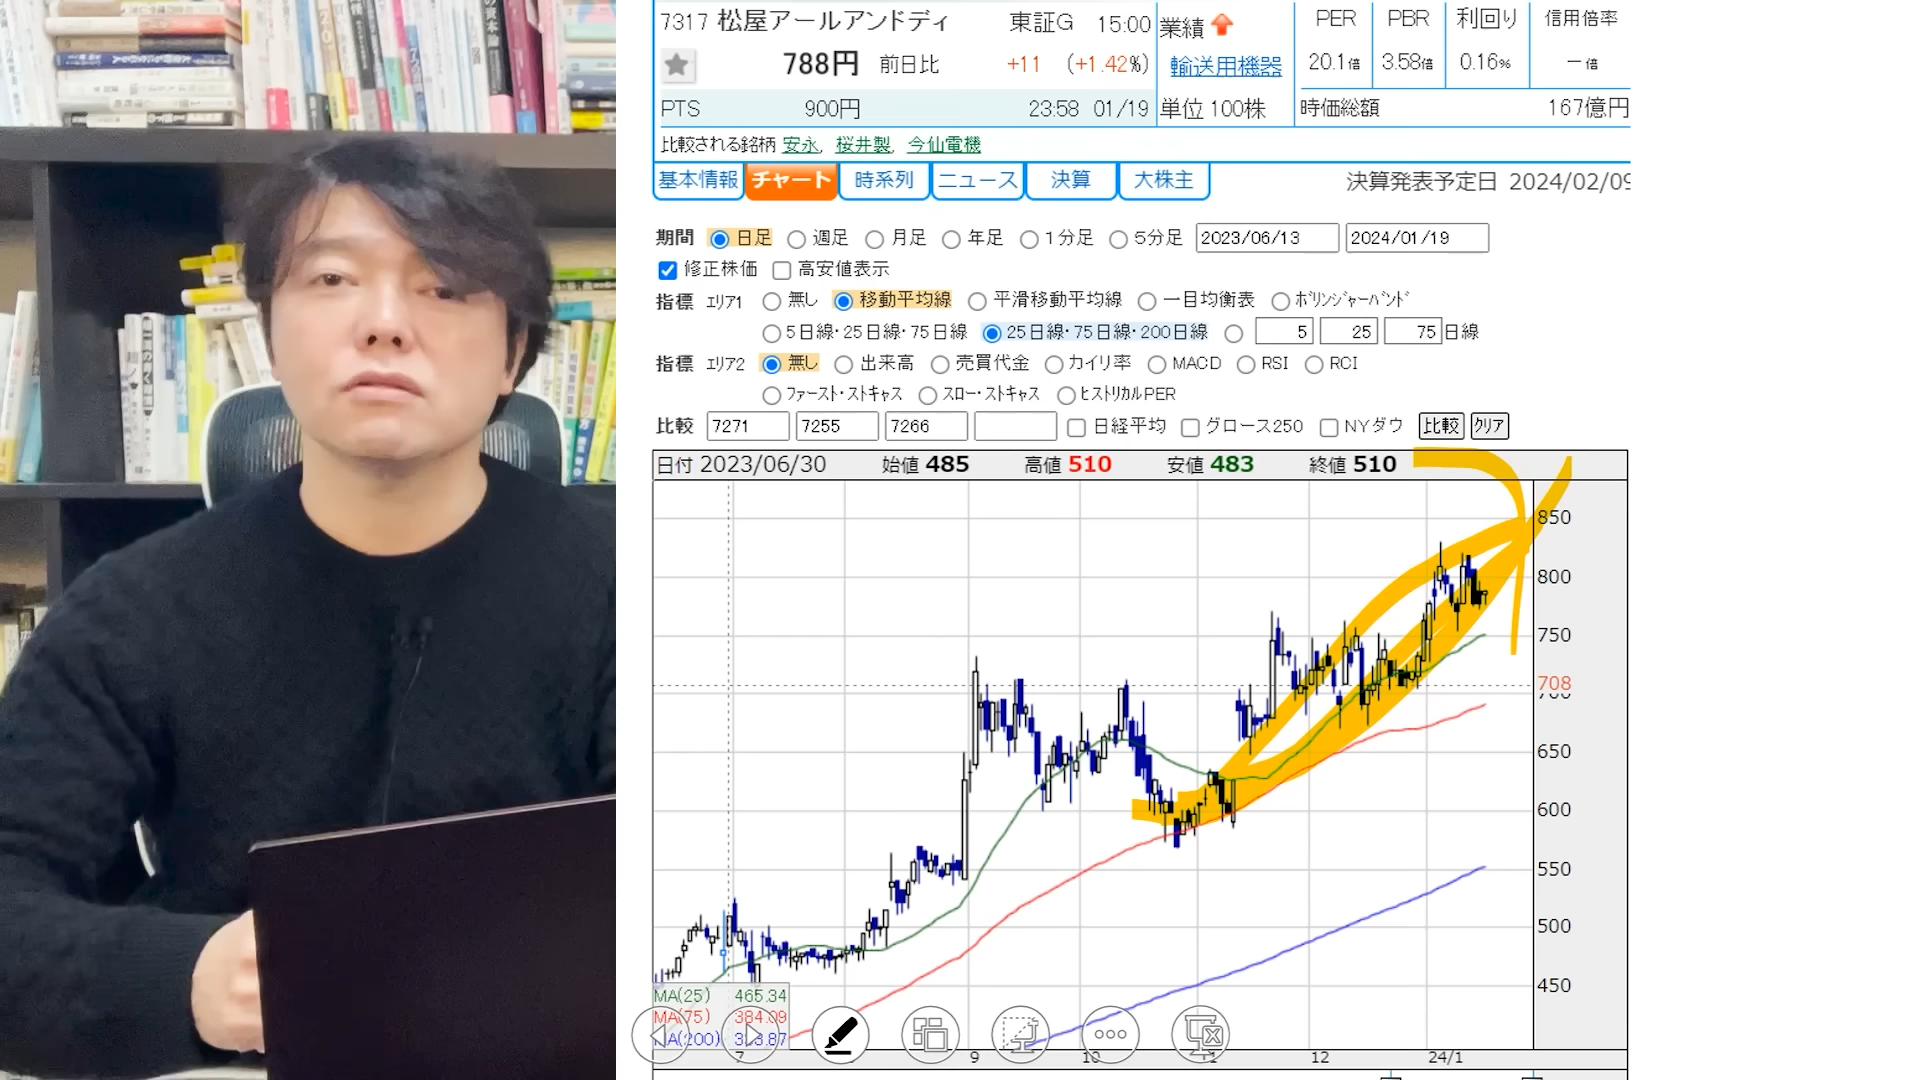 7317 松屋アールアンドディ 東証G 15:00 業績 PER PBR 利回り 信用倍率
788円 前日比 +11 (+1.42%) 輸送用機器 20.1倍 3.58倍 0.16% －倍
PTS 900円 23:58 01/19 単位 100株 時価総額 167億円
比較される銘柄 安永, 桜井製, 今仙電機
基本情報 チャート 時系列 ニュース 決算 大株主 決算発表予定日 2024/02/09
期間 日足 週足 月足 年足 1分足 5分足 2023/06/13 2024/01/19
修正株価 高安値表示
指標 エリア1 無し 移動平均線 平滑移動平均線 一目均衡表 ボリンジャーバンド
5日線・25日線・75日線 25日線・75日線・200日線 5 25 75 日線
指標 エリア2 無し 出来高 売買代金 カイリ率 MACD RSI RCI
ファースト・ストキャス スロー・ストキャス ヒストリカルPER
比較 7271 7255 7266 日経平均 グロース250 NYダウ 比較 クリア
日付 2023/06/30 始値 485 高値 510 安値 483 終値 510
850
800
750
708
700
650
600
550
500
450
MA(25) 465.34
MA(75) 384.09
MA(200)
7 9 10 12 24/1